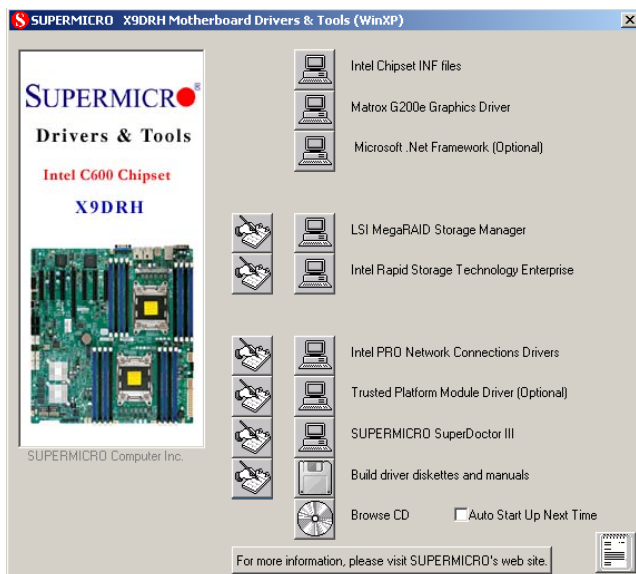 SUPERMICRO X9DRH Motherboard Drivers & Tools (WinXP)
SUPERMICRO®
Drivers & Tools
Intel C600 Chipset
X9DRH
SUPERMICRO Computer Inc.
Intel Chipset INF files
Matrox G200e Graphics Driver
Microsoft .Net Framework (Optional)
LSI MegaRAID Storage Manager
Intel Rapid Storage Technology Enterprise
Intel PRO Network Connections Drivers
Trusted Platform Module Driver (Optional)
SUPERMICRO SuperDoctor III
Build driver diskettes and manuals
Browse CD
Auto Start Up Next Time
For more information, please visit SUPERMICRO's web site.